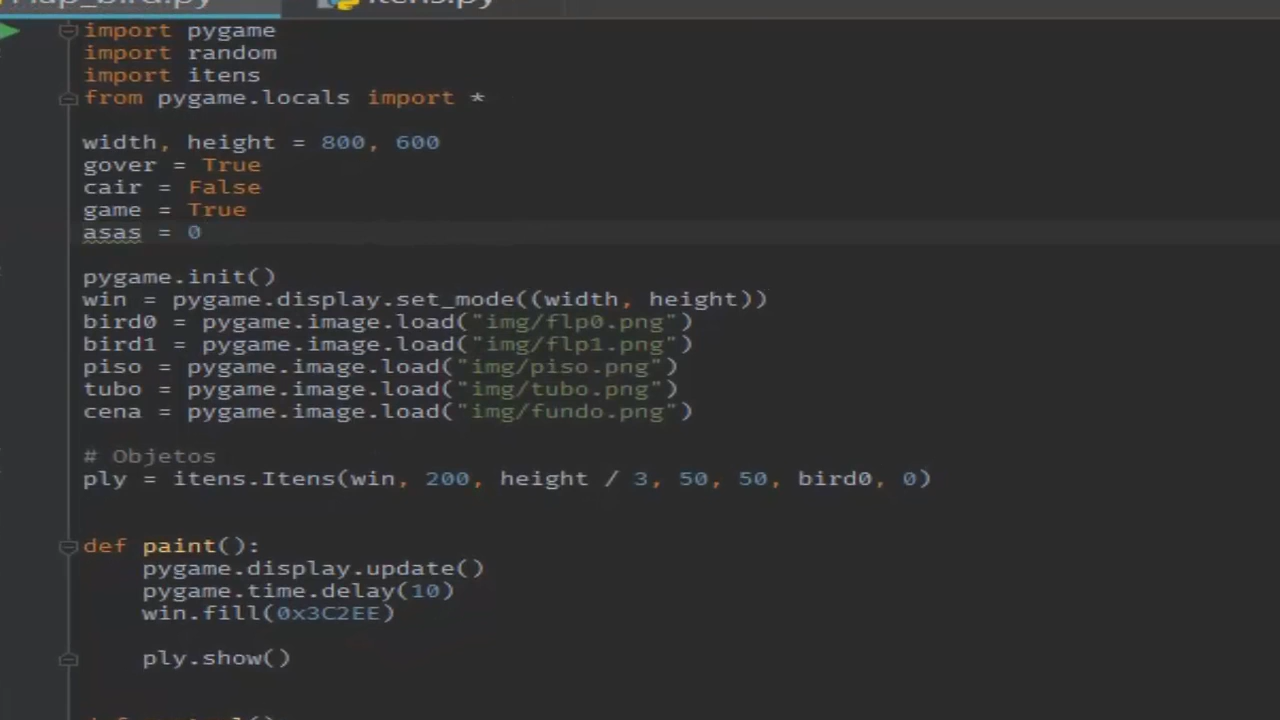 itens.py
import pygame
import random
import itens
from pygame.locals import *
width, height = 800, 600
gover = True
cair = False
game = True
asas = 0
pygame.init()
win = pygame.display.set_mode((width, height))
bird0 = pygame.image.load("img/flp0.png")
bird1 = pygame.image.load("img/flp1.png")
piso = pygame.image.load("img/piso.png")
tubo = pygame.image.load("img/tubo.png")
cena = pygame.image.load("img/fundo.png")
# Objetos
ply = itens.Itens(win, 200, height / 3, 50, 50, bird0, 0)
def paint():
pygame.display.update()
pygame.time.delay(10)
win.fill(0x3C2EE)
ply.show()